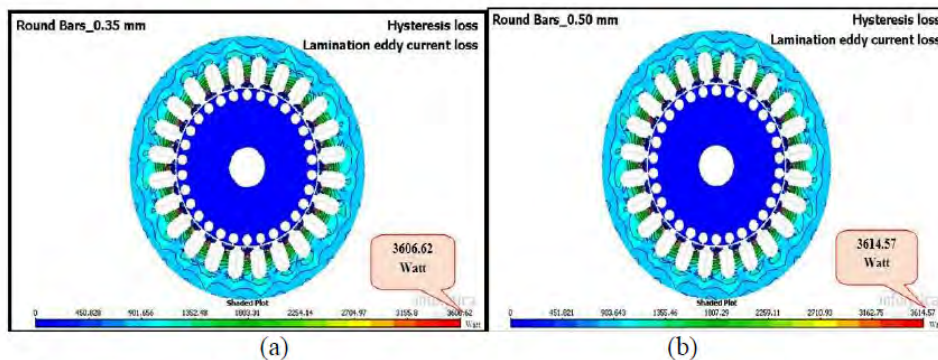 Round Bars_0.35 mm
Hysteresis loss
Lamination eddy current loss
3606.62
Watt
Shaded Plot
0 450.828 901.656 1352.48 1803.31 2254.14 2704.97 3155.8 3606.62
Watt
(a)
Round Bars_0.50 mm
Hysteresis loss
Lamination eddy current loss
3614.57
Watt
Shaded Plot
0 451.821 903.643 1355.46 1807.29 2259.11 2710.93 3162.75 3614.57
(b)